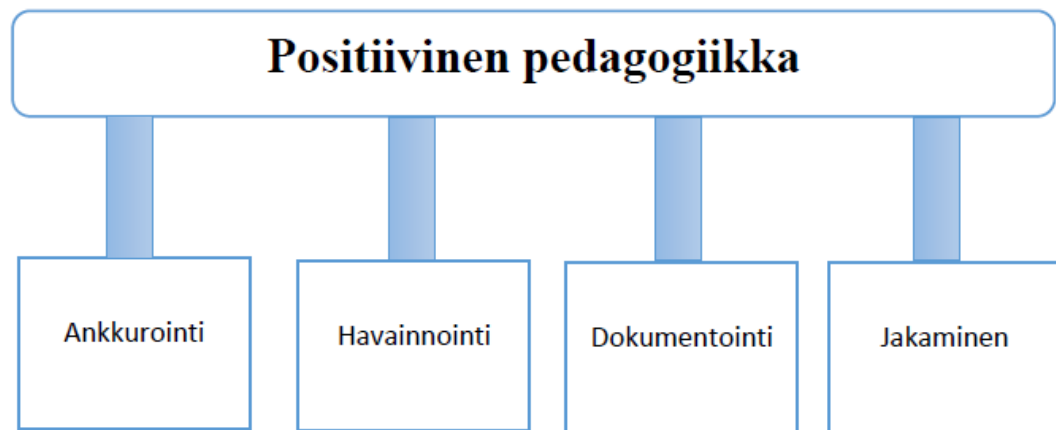 Positiivinen pedagogiikka
Ankkurointi
Havainnointi
Dokumentointi
Jakaminen